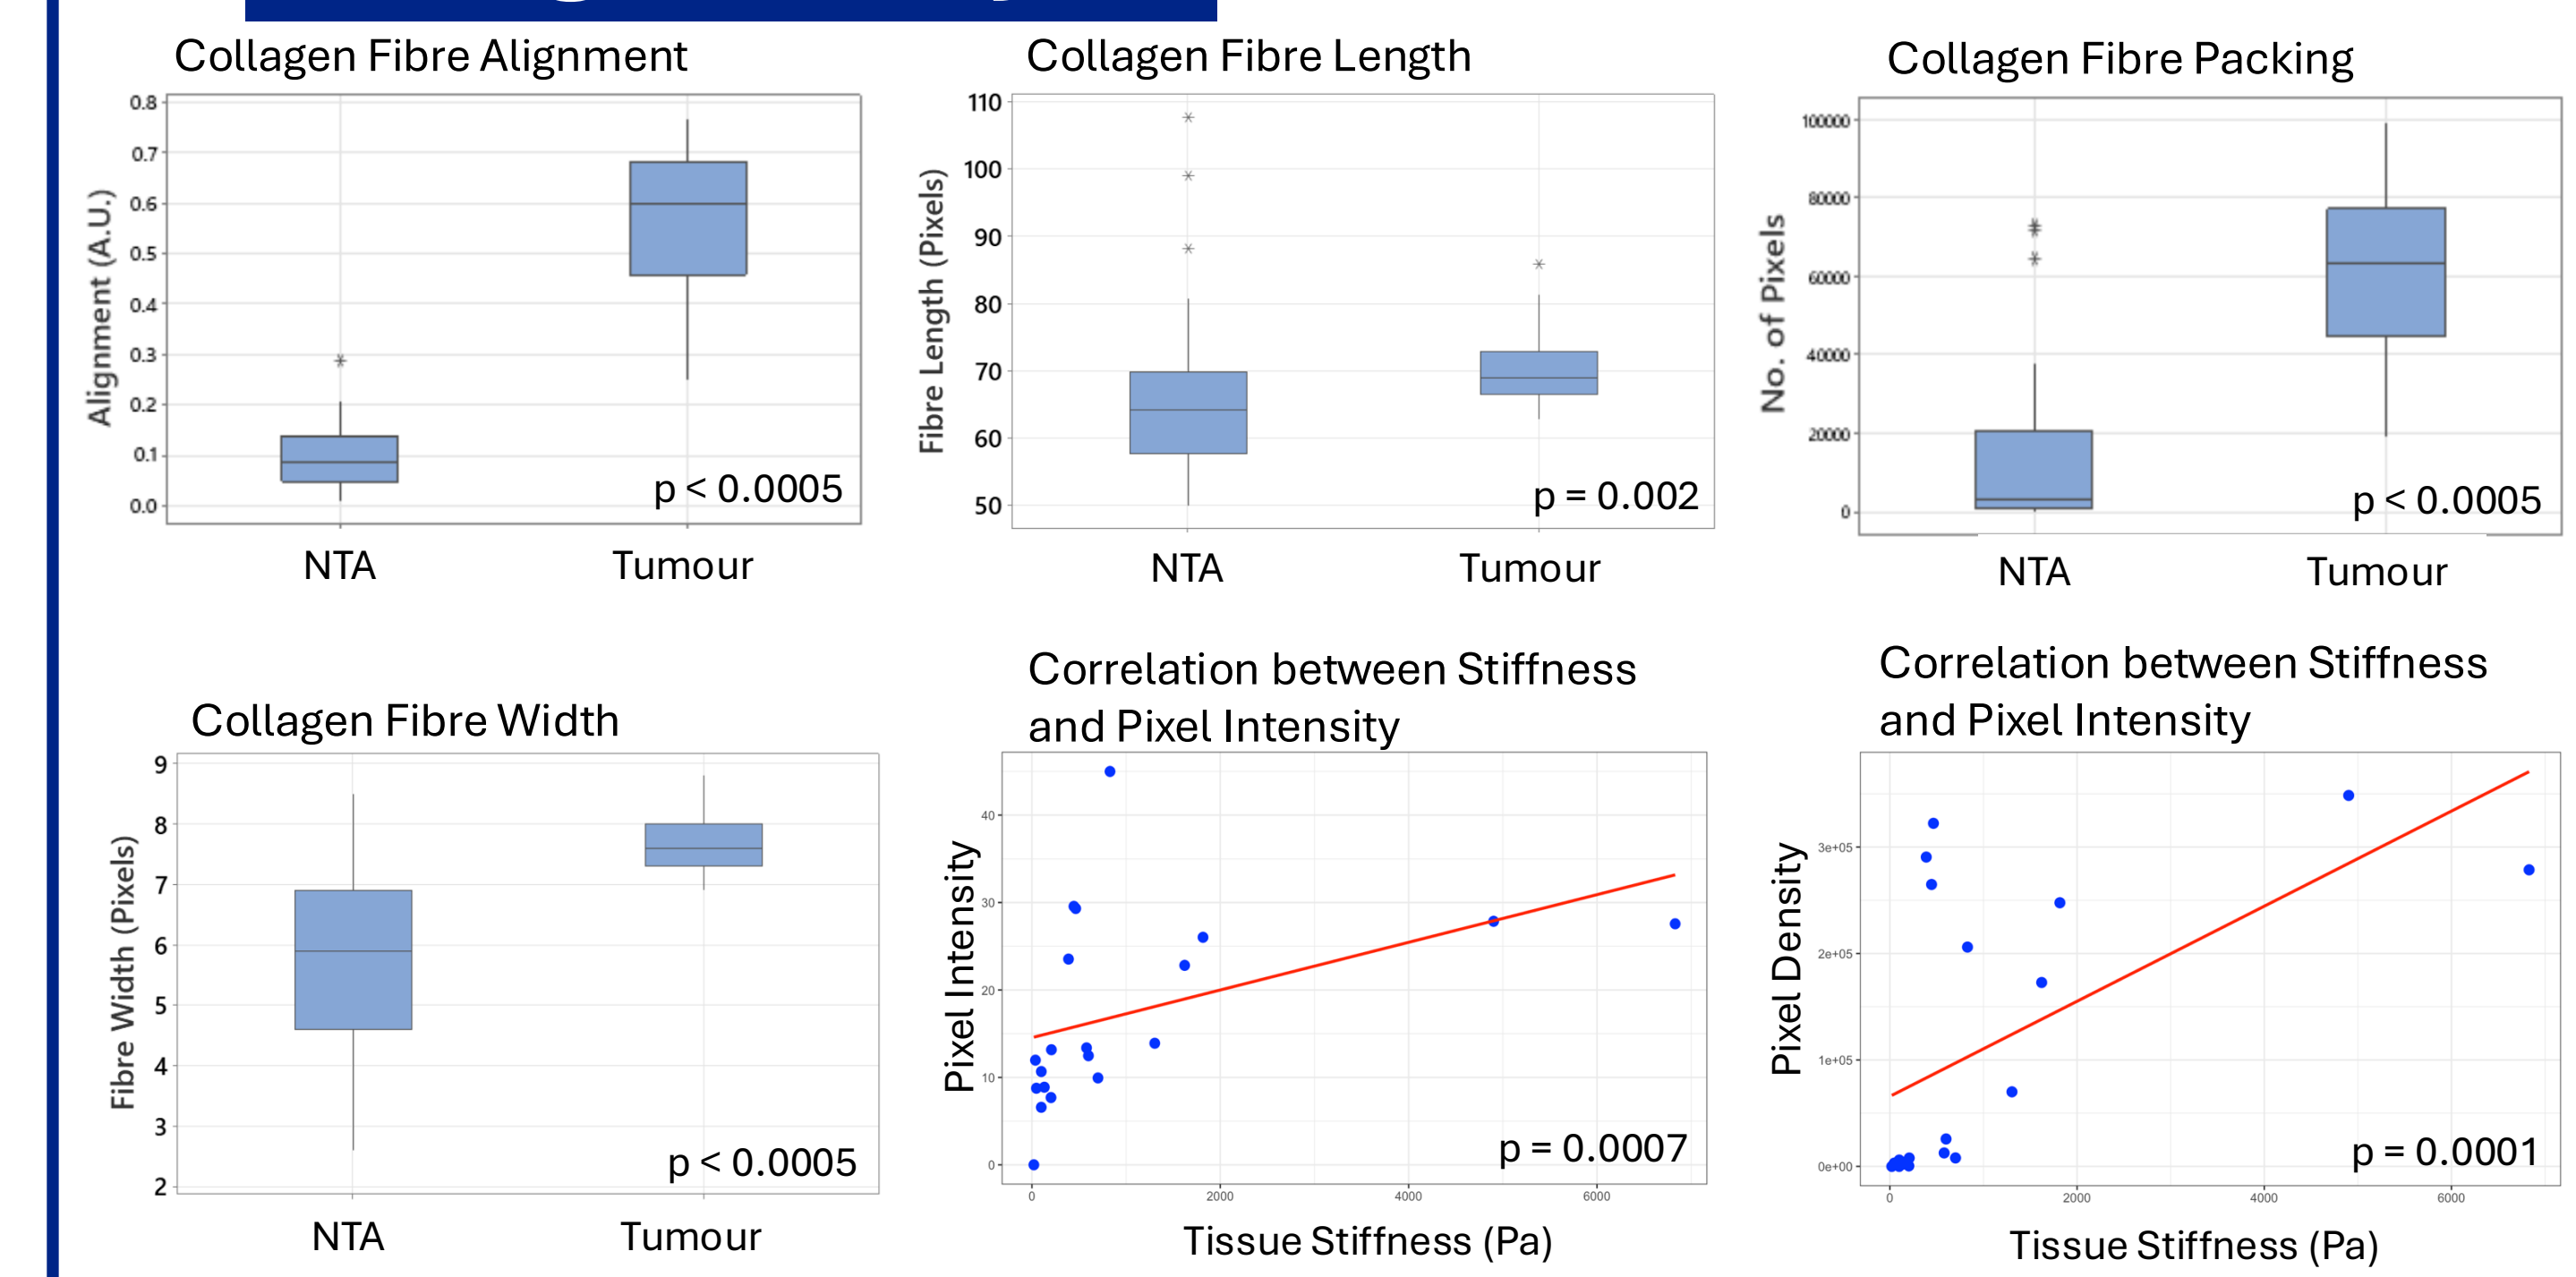 Collagen Fibre Alignment
Alignment (A.U.)
0.8
0.7
0.6
0.5
0.4
0.3
0.2
0.1
0.0
p < 0.0005
NTA
Tumour
Collagen Fibre Length
Fibre Length (Pixels)
110
100
90
80
70
60
50
p = 0.002
NTA
Tumour
Collagen Fibre Packing
No. of Pixels
100000
80000
60000
40000
20000
0
p < 0.0005
NTA
Tumour
Collagen Fibre Width
Fibre Width (Pixels)
9
8
7
6
5
4
3
2
p < 0.0005
NTA
Tumour
Correlation between Stiffness
and Pixel Intensity
Pixel Intensity
40
30
20
10
0
p = 0.0007
0
2000
4000
6000
Tissue Stiffness (Pa)
Correlation between Stiffness
and Pixel Intensity
Pixel Density
3e+05
2e+05
1e+05
0e+00
p = 0.0001
0
2000
4000
6000
Tissue Stiffness (Pa)